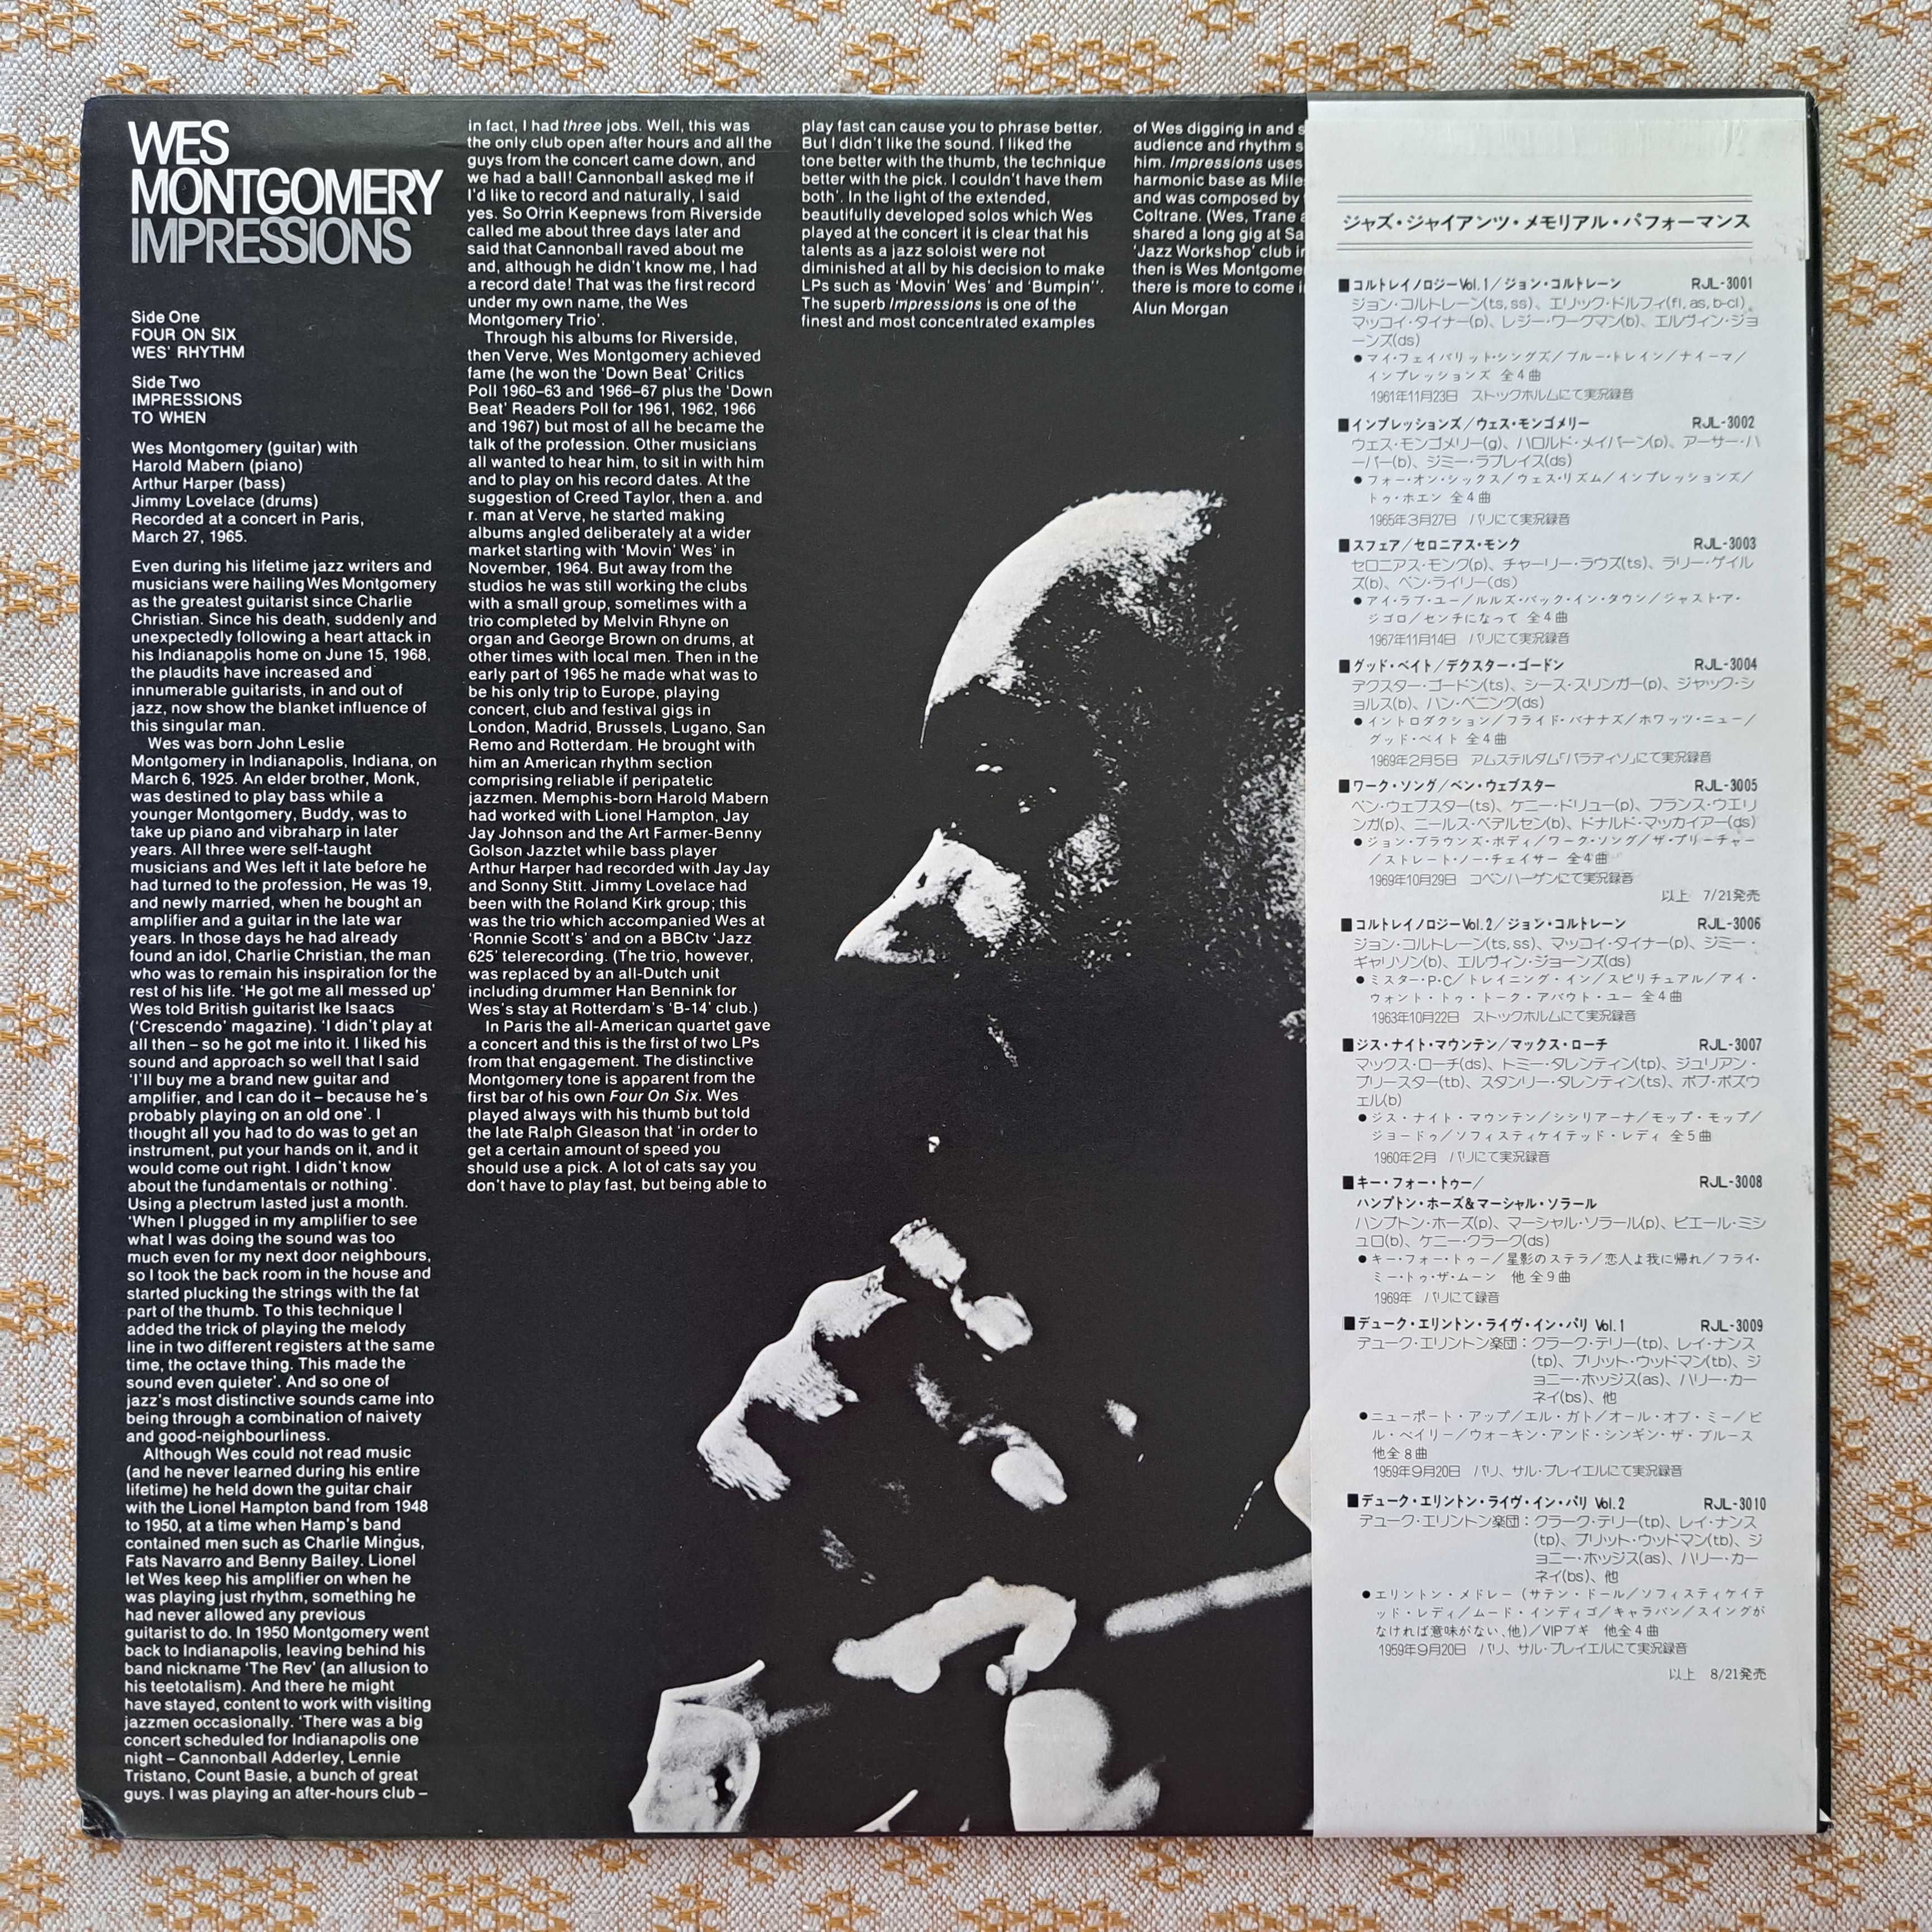 WES
MONTGOMERY
IMPRESSIONS
Side One
FOUR ON SIX
WES' RHYTHM
Side Two
IMPRESSIONS
TO WHEN
Wes Montgomery (guitar) with
Harold Mabern (piano)
Arthur Harper (bass)
Jimmy Lovelace (drums)
Recorded at a concert in Paris,
March 27, 1965.
Even during his lifetime jazz writers and
musicians were hailing Wes Montgomery
as the greatest guitarist since Charlie
Christian. Since his death, suddenly and
unexpectedly following a heart attack in
his Indianapolis home on June 15, 1968,
the plaudits have increased and
innumerable guitarists, in and out of
jazz, now show the blanket influence of
this singular man.
Wes was born John Leslie
Montgomery in Indianapolis, Indiana, on
March 6, 1925. An elder brother, Monk,
was destined to play bass while a
younger Montgomery, Buddy, was to
take up piano and vibraharp in later
years. All three were self-taught
musicians and Wes left it late before he
had turned to the profession, He was 19,
and newly married, when he bought an
amplifier and a guitar in the late war
years. In those days he had already
found an idol, Charlie Christian, the man
who was to remain his inspiration for the
rest of his life. 'He got me all messed up'
Wes told British guitarist Ike Isaacs
('Crescendo' magazine). 'I didn't play at
all then – so he got me into it. I liked his
sound and approach so well that I said
'I'll buy me a brand new guitar and
amplifier, and I can do it – because he's
probably playing on an old one'. I
thought all you had to do was to get an
instrument, put your hands on it, and it
would come out right. I didn't know
about the fundamentals or nothing'.
Using a plectrum lasted just a month.
'When I plugged in my amplifier to see
what I was doing the sound was too
much even for my next door neighbours,
so I took the back room in the house and
started plucking the strings with the fat
part of the thumb. To this technique I
added the trick of playing the melody
line in two different registers at the same
time, the octave thing. This made the
sound even quieter'. And so one of
jazz's most distinctive sounds came into
being through a combination of naivety
and good-neighbourliness.
Although Wes could not read music
(and he never learned during his entire
lifetime) he held down the guitar chair
with the Lionel Hampton band from 1948
to 1950, at a time when Hamp's band
contained men such as Charlie Mingus,
Fats Navarro and Benny Bailey. Lionel
let Wes keep his amplifier on when he
was playing just rhythm, something he
had never allowed any previous
guitarist to do. In 1950 Montgomery went
back to Indianapolis, leaving behind his
band nickname 'The Rev' (an allusion to
his teetotalism). And there he might
have stayed, content to work with visiting
jazzmen occasionally. 'There was a big
concert scheduled for Indianapolis one
night – Cannonball Adderley, Lennie
Tristano, Count Basie, a bunch of great
guys. I was playing an after-hours club –
in fact, I had three jobs. Well, this was
the only club open after hours and all the
guys from the concert came down, and
we had a ball! Cannonball asked me if
I'd like to record and naturally, I said
yes. So Orrin Keepnews from Riverside
called me about three days later and
said that Cannonball raved about me
and, although he didn't know me, I had
a record date! That was the first record
under my own name, the Wes
Montgomery Trio'.
Through his albums for Riverside,
then Verve, Wes Montgomery achieved
fame (he won the 'Down Beat' Critics
Poll 1960–63 and 1966–67 plus the 'Down
Beat' Readers Poll for 1961, 1962, 1966
and 1967) but most of all he became the
talk of the profession. Other musicians
all wanted to hear him, to sit in with him
and to play on his record dates. At the
suggestion of Creed Taylor, then a. and
r. man at Verve, he started making
albums angled deliberately at a wider
market starting with 'Movin' Wes' in
November, 1964. But away from the
studios he was still working the clubs
with a small group, sometimes with a
trio completed by Melvin Rhyne on
organ and George Brown on drums, at
other times with local men. Then in the
early part of 1965 he made what was to
be his only trip to Europe, playing
concert, club and festival gigs in
London, Madrid, Brussels, Lugano, San
Remo and Rotterdam. He brought with
him an American rhythm section
comprising reliable if peripatetic
jazzmen. Memphis-born Harold Mabern
had worked with Lionel Hampton, Jay
Jay Johnson and the Art Farmer-Benny
Golson Jazztet while bass player
Arthur Harper had recorded with Jay Jay
and Sonny Stitt. Jimmy Lovelace had
been with the Roland Kirk group; this
was the trio which accompanied Wes at
'Ronnie Scott's' and on a BBCtv 'Jazz
625' telerecording. (The trio, however,
was replaced by an all-Dutch unit
including drummer Han Bennink for
Wes's stay at Rotterdam's 'B-14' club.)
In Paris the all-American quartet gave
a concert and this is the first of two LPs
from that engagement. The distinctive
Montgomery tone is apparent from the
first bar of his own Four On Six. Wes
played always with his thumb but told
the late Ralph Gleason that 'in order to
get a certain amount of speed you
should use a pick. A lot of cats say you
don't have to play fast, but being able to
play fast can cause you to phrase better.
But I didn't like the sound. I liked the
tone better with the thumb, the technique
better with the pick. I couldn't have them
both'. In the light of the extended,
beautifully developed solos which Wes
played at the concert it is clear that his
talents as a jazz soloist were not
diminished at all by his decision to make
LPs such as 'Movin' Wes' and 'Bumpin''.
The superb Impressions is one of the
finest and most concentrated examples
of Wes digging in and s
audience and rhythm s
him. Impressions uses
harmonic base as Mile
and was composed by
Coltrane. (Wes, Trane a
shared a long gig at Sa
'Jazz Workshop' club in
then is Wes Montgome
there is more to come i
Alun Morgan
ジャズ・ジャイアンツ・メモリアル・パフォーマンス
■コルトレイノロジーVol.1／ジョン・コルトレーン RJL-3001
ジョン・コルトレーン(ts, ss)、エリック・ドルフィ(fl, as, b-cl)、
マッコイ・タイナー(p)、レジー・ワークマン(b)、エルヴィン・ジョ
ーンズ(ds)
●マイ・フェイバリット・シングズ／ブルー・トレイン／ナイーマ／
インプレッションズ 全4曲
1961年11月23日 ストックホルムにて実況録音
■インプレッションズ／ウェス・モンゴメリー RJL-3002
ウェス・モンゴメリー(g)、ハロルド・メイバーン(p)、アーサー・ハ
ーパー(b)、ジミー・ラブレイス(ds)
●フォー・オン・シックス／ウェス・リズム／インプレッションズ／
トゥ・ホエン 全4曲
1965年3月27日 パリにて実況録音
■スフェア／セロニアス・モンク RJL-3003
セロニアス・モンク(p)、チャーリー・ラウズ(ts)、ラリー・ゲイル
ズ(b)、ベン・ライリー(ds)
●アイ・ラブ・ユー／ルルズ・バック・イン・タウン／ジャスト・ア・
ジゴロ／センチになって 全4曲
1967年11月14日 パリにて実況録音
■グッド・ベイト／デクスター・ゴードン RJL-3004
デクスター・ゴードン(ts)、シース・スリンガー(p)、ジャック・シ
ョルス(b)、ハン・ベニンク(ds)
●イントロダクション／フライド・バナナズ／ホワッツ・ニュー／
グッド・ベイト 全4曲
1969年2月5日 アムステルダム「パラディソ」にて実況録音
■ワーク・ソング／ベン・ウェブスター RJL-3005
ベン・ウェブスター(ts)、ケニー・ドリュー(p)、フランス・ウエリ
ンガ(p)、ニールス・ペデルセン(b)、ドナルド・マッカイアー(ds)
●ジョン・ブラウンズ・ボディ／ワーク・ソング／ザ・プリーチャー
／ストレート・ノー・チェイサー 全4曲
1969年10月29日 コペンハーゲンにて実況録音
以上 7/21発売
■コルトレイノロジーVol.2／ジョン・コルトレーン RJL-3006
ジョン・コルトレーン(ts, ss)、マッコイ・タイナー(p)、ジミー・
ギャリソン(b)、エルヴィン・ジョーンズ(ds)
●ミスター・P・C／トレイニング・イン／スピリチュアル／アイ・
ウォント・トゥ・トーク・アバウト・ユー 全4曲
1963年10月22日 ストックホルムにて実況録音
■ジス・ナイト・マウンテン／マックス・ローチ RJL-3007
マックス・ローチ(ds)、トミー・タレンティン(tp)、ジュリアン・
プリースター(tb)、スタンリー・タレンティン(ts)、ボブ・ボズウ
ェル(b)
●ジス・ナイト・マウンテン／シシリアーナ／モップ・モップ／
ジョードゥ／ソフィスティケイテッド・レディ 全5曲
1960年2月 パリにて実況録音
■キー・フォー・トゥー／ RJL-3008
ハンプトン・ホーズ&マーシャル・ソラール
ハンプトン・ホーズ(p)、マーシャル・ソラール(p)、ピエール・ミシ
ュロ(b)、ケニー・クラーク(ds)
●キー・フォー・トゥー／星影のステラ／恋人よ我に帰れ／フライ・
ミー・トゥ・ザ・ムーン 他 全9曲
1969年 パリにて録音
■デューク・エリントン・ライヴ・イン・パリ Vol.1 RJL-3009
デューク・エリントン楽団：クラーク・テリー(tp)、レイ・ナンス
(tp)、ブリット・ウッドマン(tb)、ジ
ョニー・ホッジス(as)、ハリー・カー
ネイ(bs)、他
●ニューポート・アップ／エル・ガト／オール・オブ・ミー／ビ
ル・ベイリー／ウォーキン・アンド・シンギン・ザ・ブルース
他全8曲
1959年9月20日 パリ、サル・プレイエルにて実況録音
■デューク・エリントン・ライヴ・イン・パリ Vol.2 RJL-3010
デューク・エリントン楽団：クラーク・テリー(tp)、レイ・ナンス
(tp)、ブリット・ウッドマン(tb)、ジ
ョニー・ホッジス(as)、ハリー・カー
ネイ(bs)、他
●エリントン・メドレー（サテン・ドール／ソフィスティケイテ
ッド・レディ／ムード・インディゴ／キャラバン／スイングが
なければ意味がない、他)／VIPブギ 他全4曲
1959年9月20日 パリ、サル・プレイエルにて実況録音
以上 8/21発売